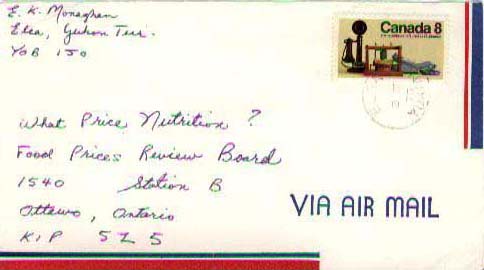 E. K. Monaghan
Elsa, Yukon Terr.
YOB 1J0
Canada 8
What Price Nutrition ?
Food Prices Review Board
1540 Station B
Ottawa, Ontario
K1P 5Z5
VIA AIR MAIL